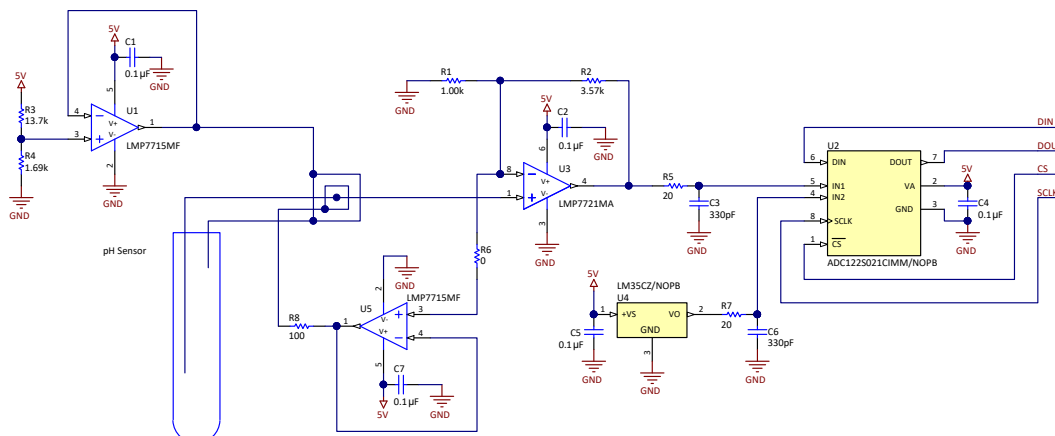 5V
C1
0.1µF
GND
5V
R3
13.7k
R4
1.69k
GND
5
4
3
1
2
V+
V-
U1
LMP7715MF
GND
pH Sensor
R1
1.00k
GND
R2
3.57k
5V
C2
0.1µF
GND
6
8
1
4
3
V+
V-
U3
LMP7721MA
GND
R6
0
R5
20
C3
330pF
GND
GND
2
LMP7715MF
U5
V-
V+
3
4
1
5
R8
100
C7
0.1µF
5V
GND
5V
C5
0.1µF
GND
LM35CZ/NOPB
U4
1
+VS
VO
2
GND
3
GND
R7
20
C6
330pF
GND
U2
6
DIN
DOUT
7
5
IN1
VA
2
4
IN2
8
SCLK
GND
3
1
CS
ADC122S021CIMM/NOPB
5V
C4
0.1µF
GND
DIN
DOU
CS
SCLK